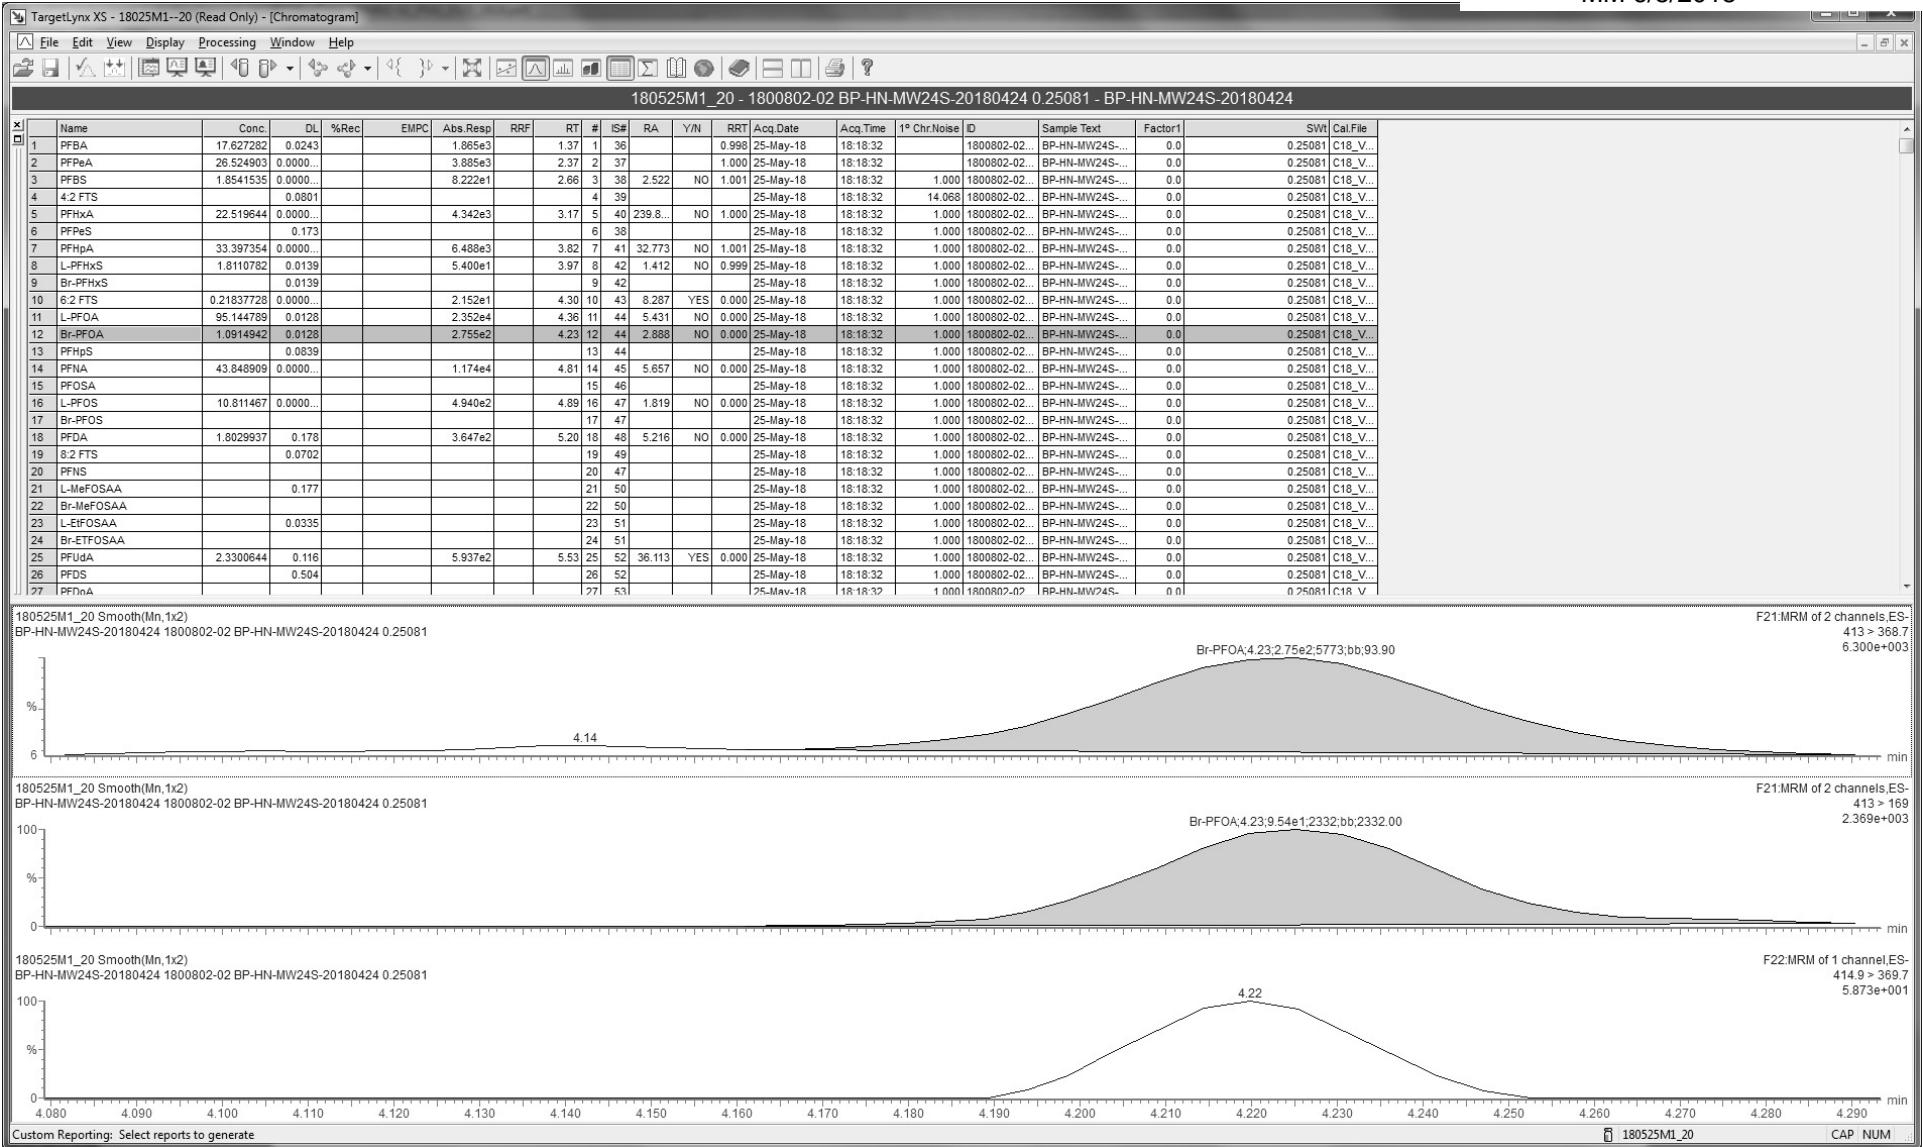 MM 6/8/2018
TargetLynx XS - 18025M1--20 (Read Only) - [Chromatogram]
File Edit View Display Processing Window Help
180525M1_20 - 1800802-02 BP-HN-MW24S-20180424 0.25081 - BP-HN-MW24S-20180424
Name Conc. DL %Rec EMPC Abs.Resp RRF RT # IS# RA Y/N RRT Acq.Date Acq.Time 1º Chr.Noise ID Sample Text Factor1 SWt Cal.File
1 PFBA 17.627282 0.0243 1.865e3 1.37 1 36 0.998 25-May-18 18:18:32 1800802-02... BP-HN-MW24S-... 0.0 0.25081 C18_V...
2 PFPeA 26.524903 0.0000... 3.885e3 2.37 2 37 1.000 25-May-18 18:18:32 1800802-02... BP-HN-MW24S-... 0.0 0.25081 C18_V...
3 PFBS 1.8541535 0.0000... 8.222e1 2.66 3 38 2.522 NO 1.001 25-May-18 18:18:32 1.000 1800802-02... BP-HN-MW24S-... 0.0 0.25081 C18_V...
4 4:2 FTS 0.0801 4 39 25-May-18 18:18:32 14.068 1800802-02... BP-HN-MW24S-... 0.0 0.25081 C18_V...
5 PFHxA 22.519644 0.0000... 4.342e3 3.17 5 40 239.8... NO 1.000 25-May-18 18:18:32 1.000 1800802-02... BP-HN-MW24S-... 0.0 0.25081 C18_V...
6 PFPeS 0.173 6 38 25-May-18 18:18:32 1.000 1800802-02... BP-HN-MW24S-... 0.0 0.25081 C18_V...
7 PFHpA 33.397354 0.0000... 6.488e3 3.82 7 41 32.773 NO 1.001 25-May-18 18:18:32 1.000 1800802-02... BP-HN-MW24S-... 0.0 0.25081 C18_V...
8 L-PFHxS 1.8110782 0.0139 5.400e1 3.97 8 42 1.412 NO 0.999 25-May-18 18:18:32 1.000 1800802-02... BP-HN-MW24S-... 0.0 0.25081 C18_V...
9 Br-PFHxS 0.0139 9 42 25-May-18 18:18:32 1.000 1800802-02... BP-HN-MW24S-... 0.0 0.25081 C18_V...
10 6:2 FTS 0.21837728 0.0000... 2.152e1 4.30 10 43 8.287 YES 0.000 25-May-18 18:18:32 1.000 1800802-02... BP-HN-MW24S-... 0.0 0.25081 C18_V...
11 L-PFOA 95.144789 0.0128 2.352e4 4.36 11 44 5.431 NO 0.000 25-May-18 18:18:32 1.000 1800802-02... BP-HN-MW24S-... 0.0 0.25081 C18_V...
12 Br-PFOA 1.0914942 0.0128 2.755e2 4.23 12 44 2.888 NO 0.000 25-May-18 18:18:32 1.000 1800802-02... BP-HN-MW24S-... 0.0 0.25081 C18_V...
13 PFHpS 0.0839 13 44 25-May-18 18:18:32 1.000 1800802-02... BP-HN-MW24S-... 0.0 0.25081 C18_V...
14 PFNA 43.848909 0.0000... 1.174e4 4.81 14 45 5.657 NO 0.000 25-May-18 18:18:32 1.000 1800802-02... BP-HN-MW24S-... 0.0 0.25081 C18_V...
15 PFOSA 15 46 25-May-18 18:18:32 1.000 1800802-02... BP-HN-MW24S-... 0.0 0.25081 C18_V...
16 L-PFOS 10.811467 0.0000... 4.940e2 4.89 16 47 1.819 NO 0.000 25-May-18 18:18:32 1.000 1800802-02... BP-HN-MW24S-... 0.0 0.25081 C18_V...
17 Br-PFOS 17 47 25-May-18 18:18:32 1.000 1800802-02... BP-HN-MW24S-... 0.0 0.25081 C18_V...
18 PFDA 1.8029937 0.178 3.647e2 5.20 18 48 5.216 NO 0.000 25-May-18 18:18:32 1.000 1800802-02... BP-HN-MW24S-... 0.0 0.25081 C18_V...
19 8:2 FTS 0.0702 19 49 25-May-18 18:18:32 1.000 1800802-02... BP-HN-MW24S-... 0.0 0.25081 C18_V...
20 PFNS 20 47 25-May-18 18:18:32 1.000 1800802-02... BP-HN-MW24S-... 0.0 0.25081 C18_V...
21 L-MeFOSAA 0.177 21 50 25-May-18 18:18:32 1.000 1800802-02... BP-HN-MW24S-... 0.0 0.25081 C18_V...
22 Br-MeFOSAA 22 50 25-May-18 18:18:32 1.000 1800802-02... BP-HN-MW24S-... 0.0 0.25081 C18_V...
23 L-EtFOSAA 0.0335 23 51 25-May-18 18:18:32 1.000 1800802-02... BP-HN-MW24S-... 0.0 0.25081 C18_V...
24 Br-ETFOSAA 24 51 25-May-18 18:18:32 1.000 1800802-02... BP-HN-MW24S-... 0.0 0.25081 C18_V...
25 PFUdA 2.3300644 0.116 5.937e2 5.53 25 52 36.113 YES 0.000 25-May-18 18:18:32 1.000 1800802-02... BP-HN-MW24S-... 0.0 0.25081 C18_V...
26 PFDS 0.504 26 52 25-May-18 18:18:32 1.000 1800802-02... BP-HN-MW24S-... 0.0 0.25081 C18_V...
27 PFDoA 27 53 25-May-18 18:18:32 1.000 1800802-02 BP-HN-MW24S- 0.0 0.25081 C18_V
180525M1_20 Smooth(Mn,1x2) F21:MRM of 2 channels,ES-
BP-HN-MW24S-20180424 1800802-02 BP-HN-MW24S-20180424 0.25081 413 > 368.7
6.300e+003
Br-PFOA;4.23;2.75e2;5773;bb;93.90
%
4.14
6
min
180525M1_20 Smooth(Mn,1x2) F21:MRM of 2 channels,ES-
BP-HN-MW24S-20180424 1800802-02 BP-HN-MW24S-20180424 0.25081 413 > 169
2.369e+003
Br-PFOA;4.23;9.54e1;2332;bb;2332.00
100
%
0
min
180525M1_20 Smooth(Mn,1x2) F22:MRM of 1 channel,ES-
BP-HN-MW24S-20180424 1800802-02 BP-HN-MW24S-20180424 0.25081 414.9 > 369.7
5.873e+001
4.22
100
%
0
min
4.080 4.090 4.100 4.110 4.120 4.130 4.140 4.150 4.160 4.170 4.180 4.190 4.200 4.210 4.220 4.230 4.240 4.250 4.260 4.270 4.280 4.290
Custom Reporting: Select reports to generate 180525M1_20 CAP NUM